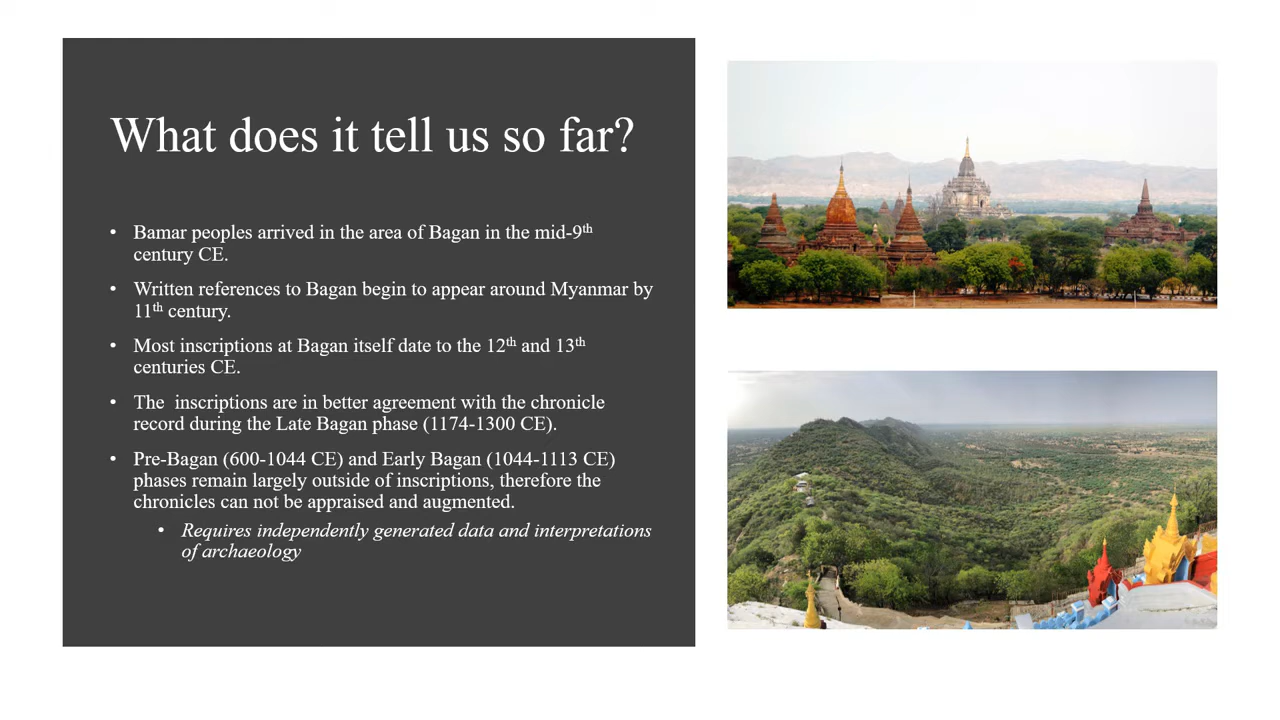 What does it tell us so far?
• Bamar peoples arrived in the area of Bagan in the mid-9th
century CE.
• Written references to Bagan begin to appear around Myanmar by
11th century.
• Most inscriptions at Bagan itself date to the 12th and 13th
centuries CE.
• The  inscriptions are in better agreement with the chronicle
record during the Late Bagan phase (1174-1300 CE).
• Pre-Bagan (600-1044 CE) and Early Bagan (1044-1113 CE)
phases remain largely outside of inscriptions, therefore the
chronicles can not be appraised and augmented.
• Requires independently generated data and interpretations
of archaeology